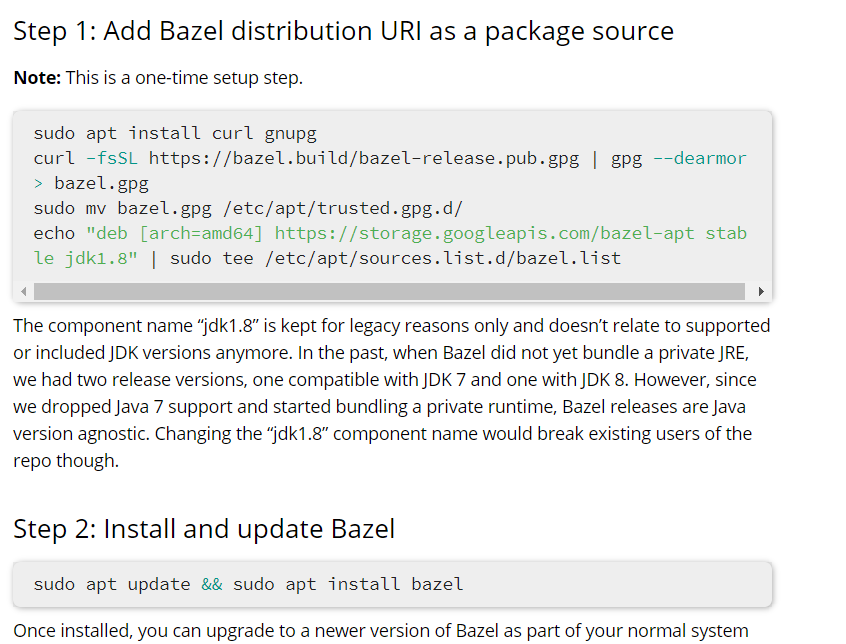 Step 1: Add Bazel distribution URI as a package source
Note: This is a one-time setup step.
sudo apt install curl gnupg
curl -fsSL https://bazel.build/bazel-release.pub.gpg | gpg --dearmor
> bazel.gpg
sudo mv bazel.gpg /etc/apt/trusted.gpg.d/
echo "deb [arch=amd64] https://storage.googleapis.com/bazel-apt stab
le jdk1.8" | sudo tee /etc/apt/sources.list.d/bazel.list
The component name “jdk1.8” is kept for legacy reasons only and doesn’t relate to supported
or included JDK versions anymore. In the past, when Bazel did not yet bundle a private JRE,
we had two release versions, one compatible with JDK 7 and one with JDK 8. However, since
we dropped Java 7 support and started bundling a private runtime, Bazel releases are Java
version agnostic. Changing the “jdk1.8” component name would break existing users of the
repo though.
Step 2: Install and update Bazel
sudo apt update && sudo apt install bazel
Once installed, you can upgrade to a newer version of Bazel as part of your normal system